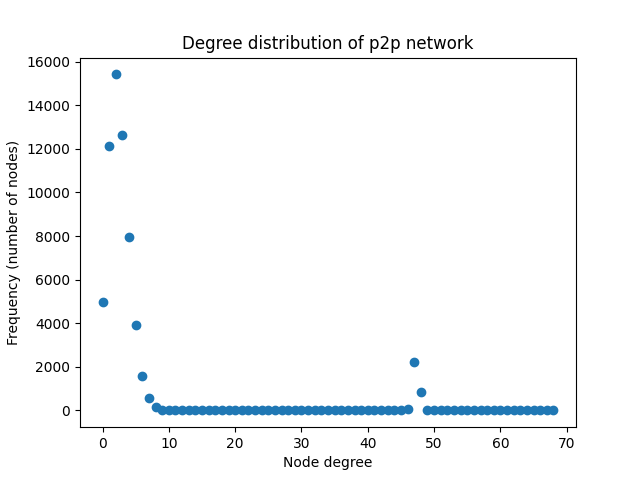 Degree distribution of p2p network
16000
14000
12000
10000
8000
6000
4000
2000
0
Frequency (number of nodes)
0 10 20 30 40 50 60 70
Node degree